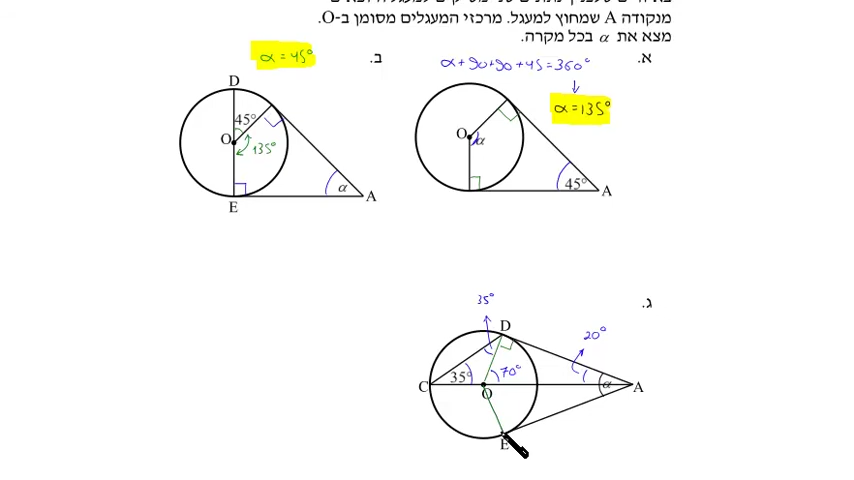 מנקודה A שמחוץ למעגל. מרכזי המעגלים מסומן ב-O.
מצא את α בכל מקרה.
א.
α+90+90+45=360°
↓
α=135°
O
α
45°
A
ב.
α=45°
D
45°
O
135°
α
A
E
ג.
35°
D
20°
35°
70°
C
O
α
A
E